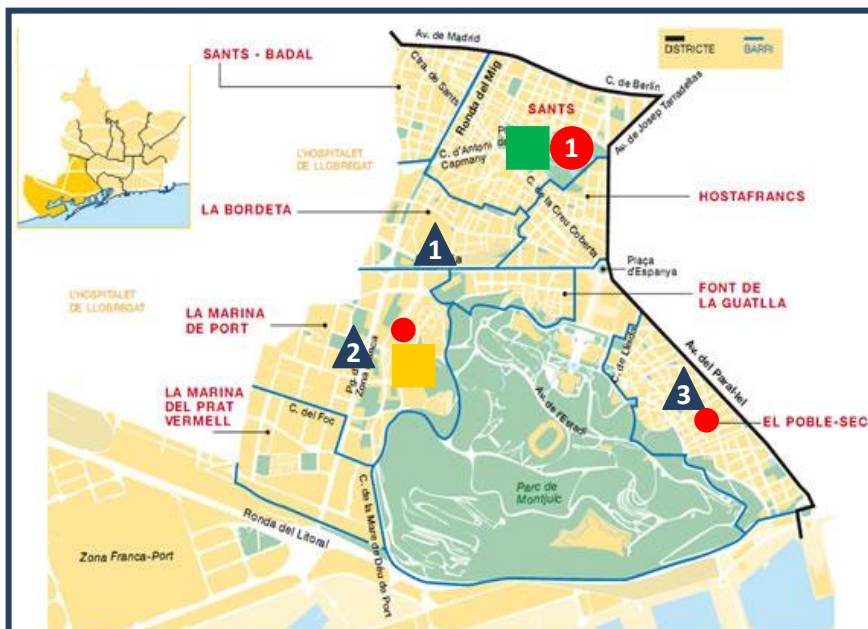 SANTS - BADAL
Av. de Madrid
Ctra. de Sants
Ronda del Mig
DISTRICTE
BARRI
C. de Berlín
SANTS
Av. de Josep Tarradellas
1
L'HOSPITALET
DE LLOBREGAT
C. d'Antoni
Capmany
C. de la Creu Coberta
HOSTAFRANCS
LA BORDETA
1
Plaça
d'Espanya
L'HOSPITALET
DE LLOBREGAT
FONT DE
LA GUATLLA
LA MARINA
DE PORT
2
Zona Franca
C. de Lleida
Av. del Paral·lel
3
LA MARINA
DEL PRAT
VERMELL
C. del Foc
Av. de l'Estadi
EL POBLE-SEC
Parc de
Montjuïc
C. de la Mare de Déu de Port
Ronda del Litoral
Zona Franca-Port